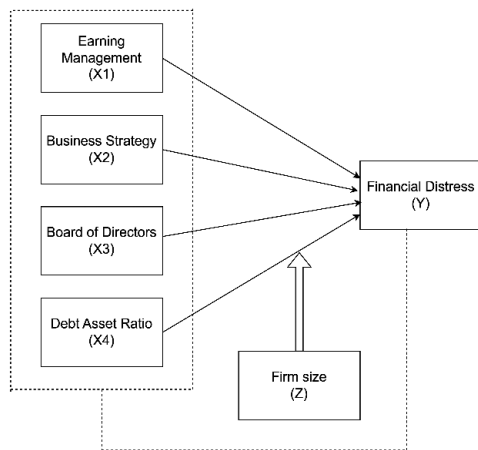 Earning
Management
(X1)
Business Strategy
(X2)
Board of Directors
(X3)
Debt Asset Ratio
(X4)
Financial Distress
(Y)
Firm size
(Z)